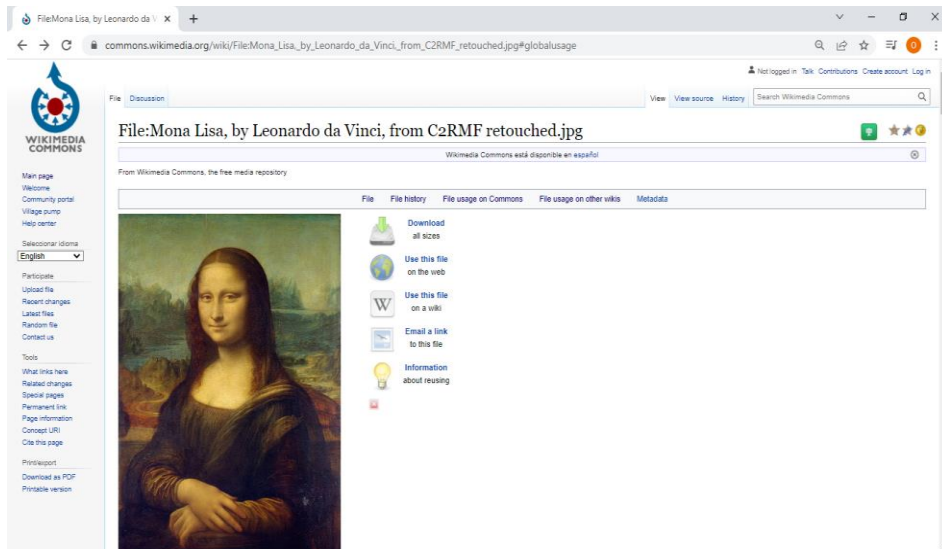 File:Mona Lisa, by Leonardo da V
commons.wikimedia.org/wiki/File:Mona_Lisa,_by_Leonardo_da_Vinci,_from_C2RMF_retouched.jpg#globalusage
O
Not logged in Talk Contributions Create account Log in
File Discussion View View source History Search Wikimedia Commons
WIKIMEDIA
COMMONS
File:Mona Lisa, by Leonardo da Vinci, from C2RMF retouched.jpg
Wikimedia Commons está disponible en español
From Wikimedia Commons, the free media repository
File File history File usage on Commons File usage on other wikis Metadata
Main page
Welcome
Community portal
Village pump
Help center
Seleccionar idioma
English
Participate
Upload file
Recent changes
Latest files
Random file
Contact us
Tools
What links here
Related changes
Special pages
Permanent link
Page information
Concept URI
Cite this page
Print/export
Download as PDF
Printable version
Download
all sizes
Use this file
on the web
W
Use this file
on a wiki
Email a link
to this file
Information
about reusing